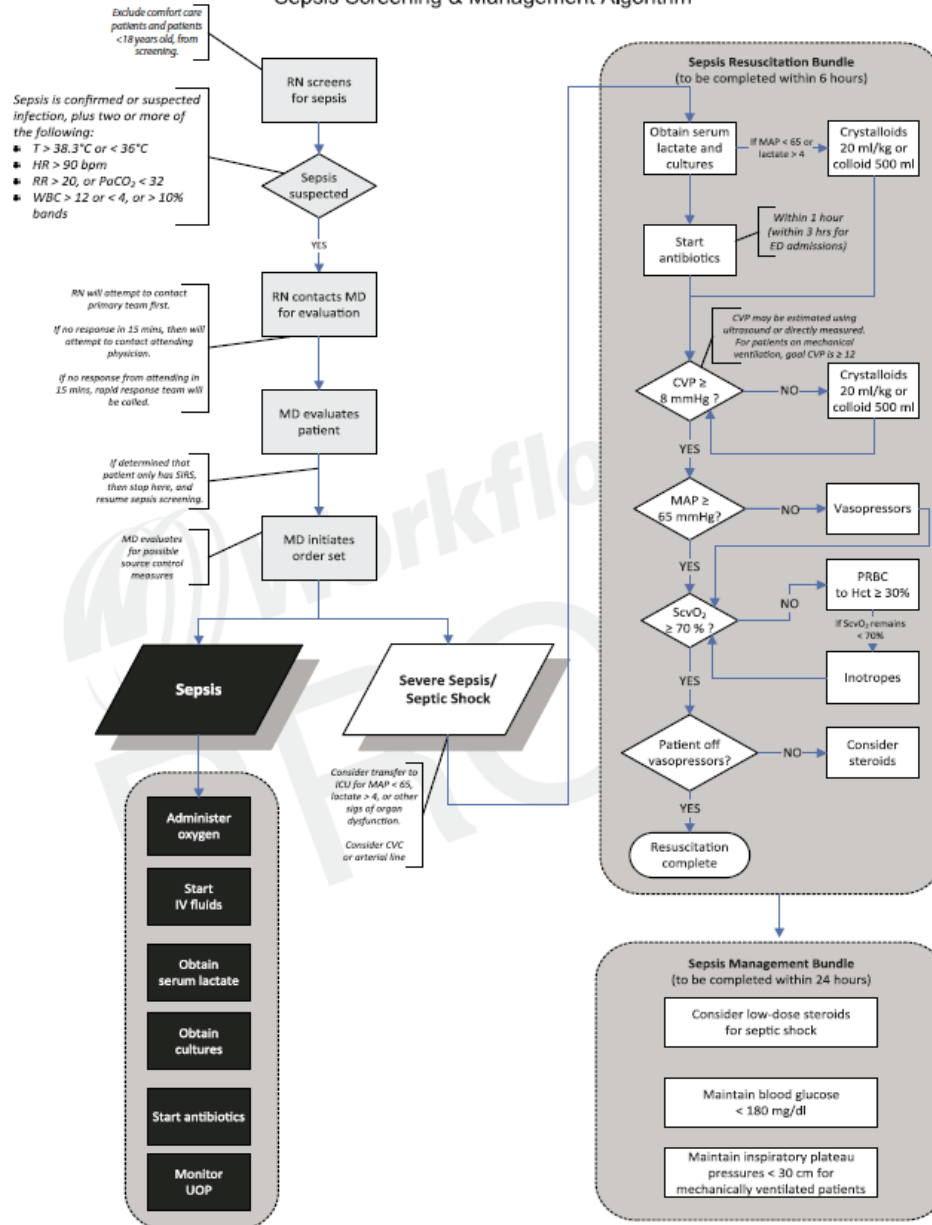 Sepsis Screening & Management Algorithm
Exclude comfort care
patients and patients
<18 years old, from
screening.
RN screens
for sepsis
Sepsis is confirmed or suspected
infection, plus two or more of
the following:
T > 38.3°C or < 36°C
HR > 90 bpm
RR > 20, or PaCO₂ < 32
WBC > 12 or < 4, or > 10%
bands
Sepsis
suspected
YES
RN contacts MD
for evaluation
RN will attempt to contact
primary team first.
If no response in 15 mins, then will
attempt to contact attending
physician.
If no response from attending in
15 mins, rapid response team will
be called.
MD evaluates
patient
If determined that
patient only has SIRS,
then stop here, and
resume sepsis screening.
MD initiates
order set
MD evaluates
for possible
source control
measures
Sepsis
Severe Sepsis/
Septic Shock
Consider transfer to
ICU for MAP < 65,
lactate > 4, or other
sigs of organ
dysfunction.
Consider CVC
or arterial line
Administer
oxygen
Start
IV fluids
Obtain
serum lactate
Obtain
cultures
Start antibiotics
Monitor
UOP
Sepsis Resuscitation Bundle
(to be completed within 6 hours)
Obtain serum
lactate and
cultures
If MAP < 65 or
lactate > 4
Crystalloids
20 ml/kg or
colloid 500 ml
Start
antibiotics
Within 1 hour
(within 3 hrs for
ED admissions)
CVP may be estimated using
ultrasound or directly measured.
For patients on mechanical
ventilation, goal CVP is ≥ 12
CVP ≥
8 mmHg ?
NO
Crystalloids
20 ml/kg or
colloid 500 ml
YES
MAP ≥
65 mmHg?
NO
Vasopressors
YES
ScvO₂
≥ 70 % ?
NO
PRBC
to Hct ≥ 30%
If ScvO₂ remains
< 70%
Inotropes
YES
Patient off
vasopressors?
NO
Consider
steroids
YES
Resuscitation
complete
Sepsis Management Bundle
(to be completed within 24 hours)
Consider low-dose steroids
for septic shock
Maintain blood glucose
< 180 mg/dl
Maintain inspiratory plateau
pressures < 30 cm for
mechanically ventilated patients